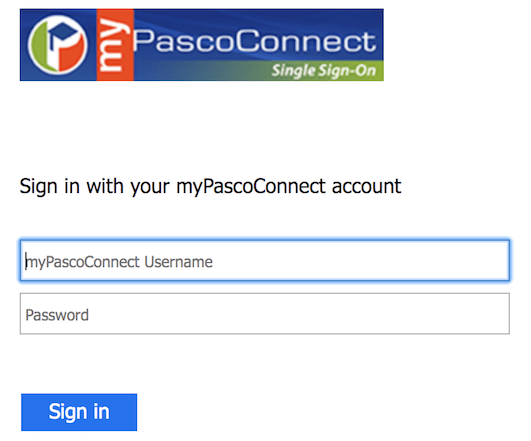 myPascoConnect
Single Sign-On
Sign in with your myPascoConnect account
myPascoConnect Username
Password
Sign in